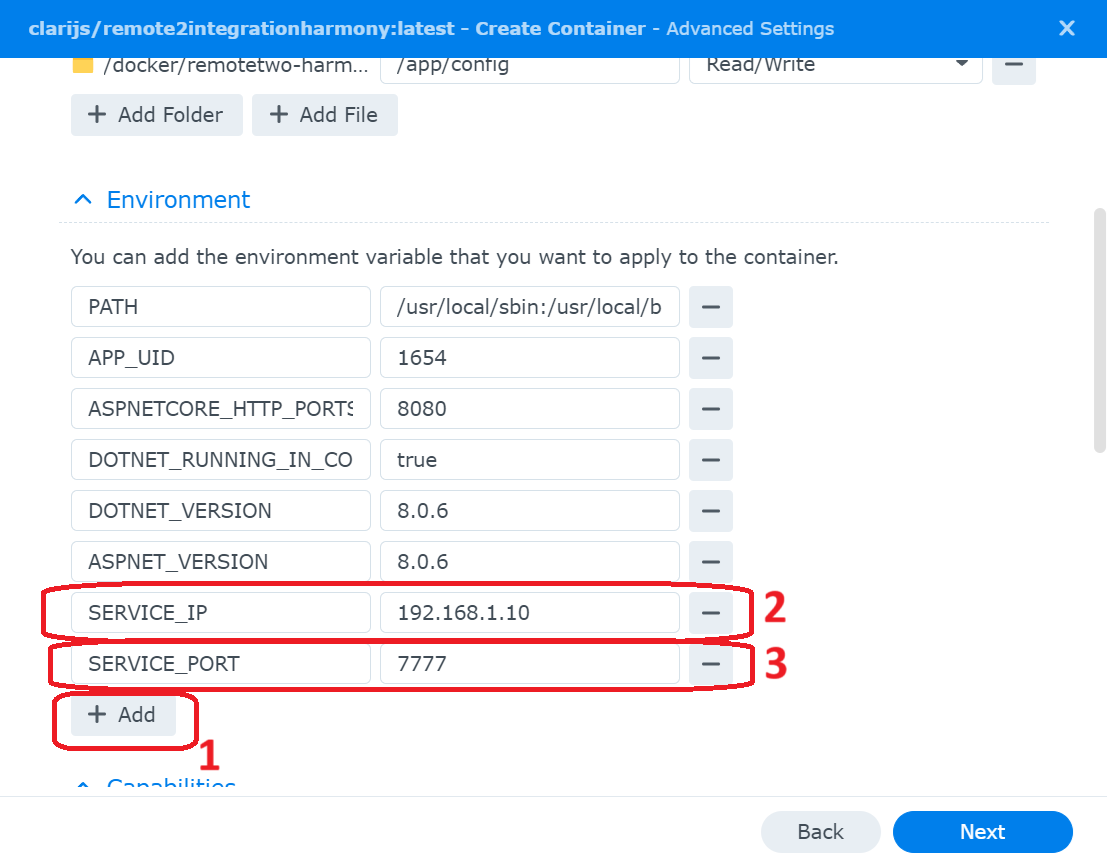 clarijs/remote2integrationharmony:latest - Create Container - Advanced Settings
/docker/remotetwo-harm... /app/config Read/Write
Add Folder Add File
Environment
You can add the environment variable that you want to apply to the container.
PATH /usr/local/sbin:/usr/local/b
APP_UID 1654
ASPNETCORE_HTTP_PORTS 8080
DOTNET_RUNNING_IN_CO true
DOTNET_VERSION 8.0.6
ASPNET_VERSION 8.0.6
SERVICE_IP 192.168.1.10 2
SERVICE_PORT 7777 3
Add
1
Capabilities
Back Next